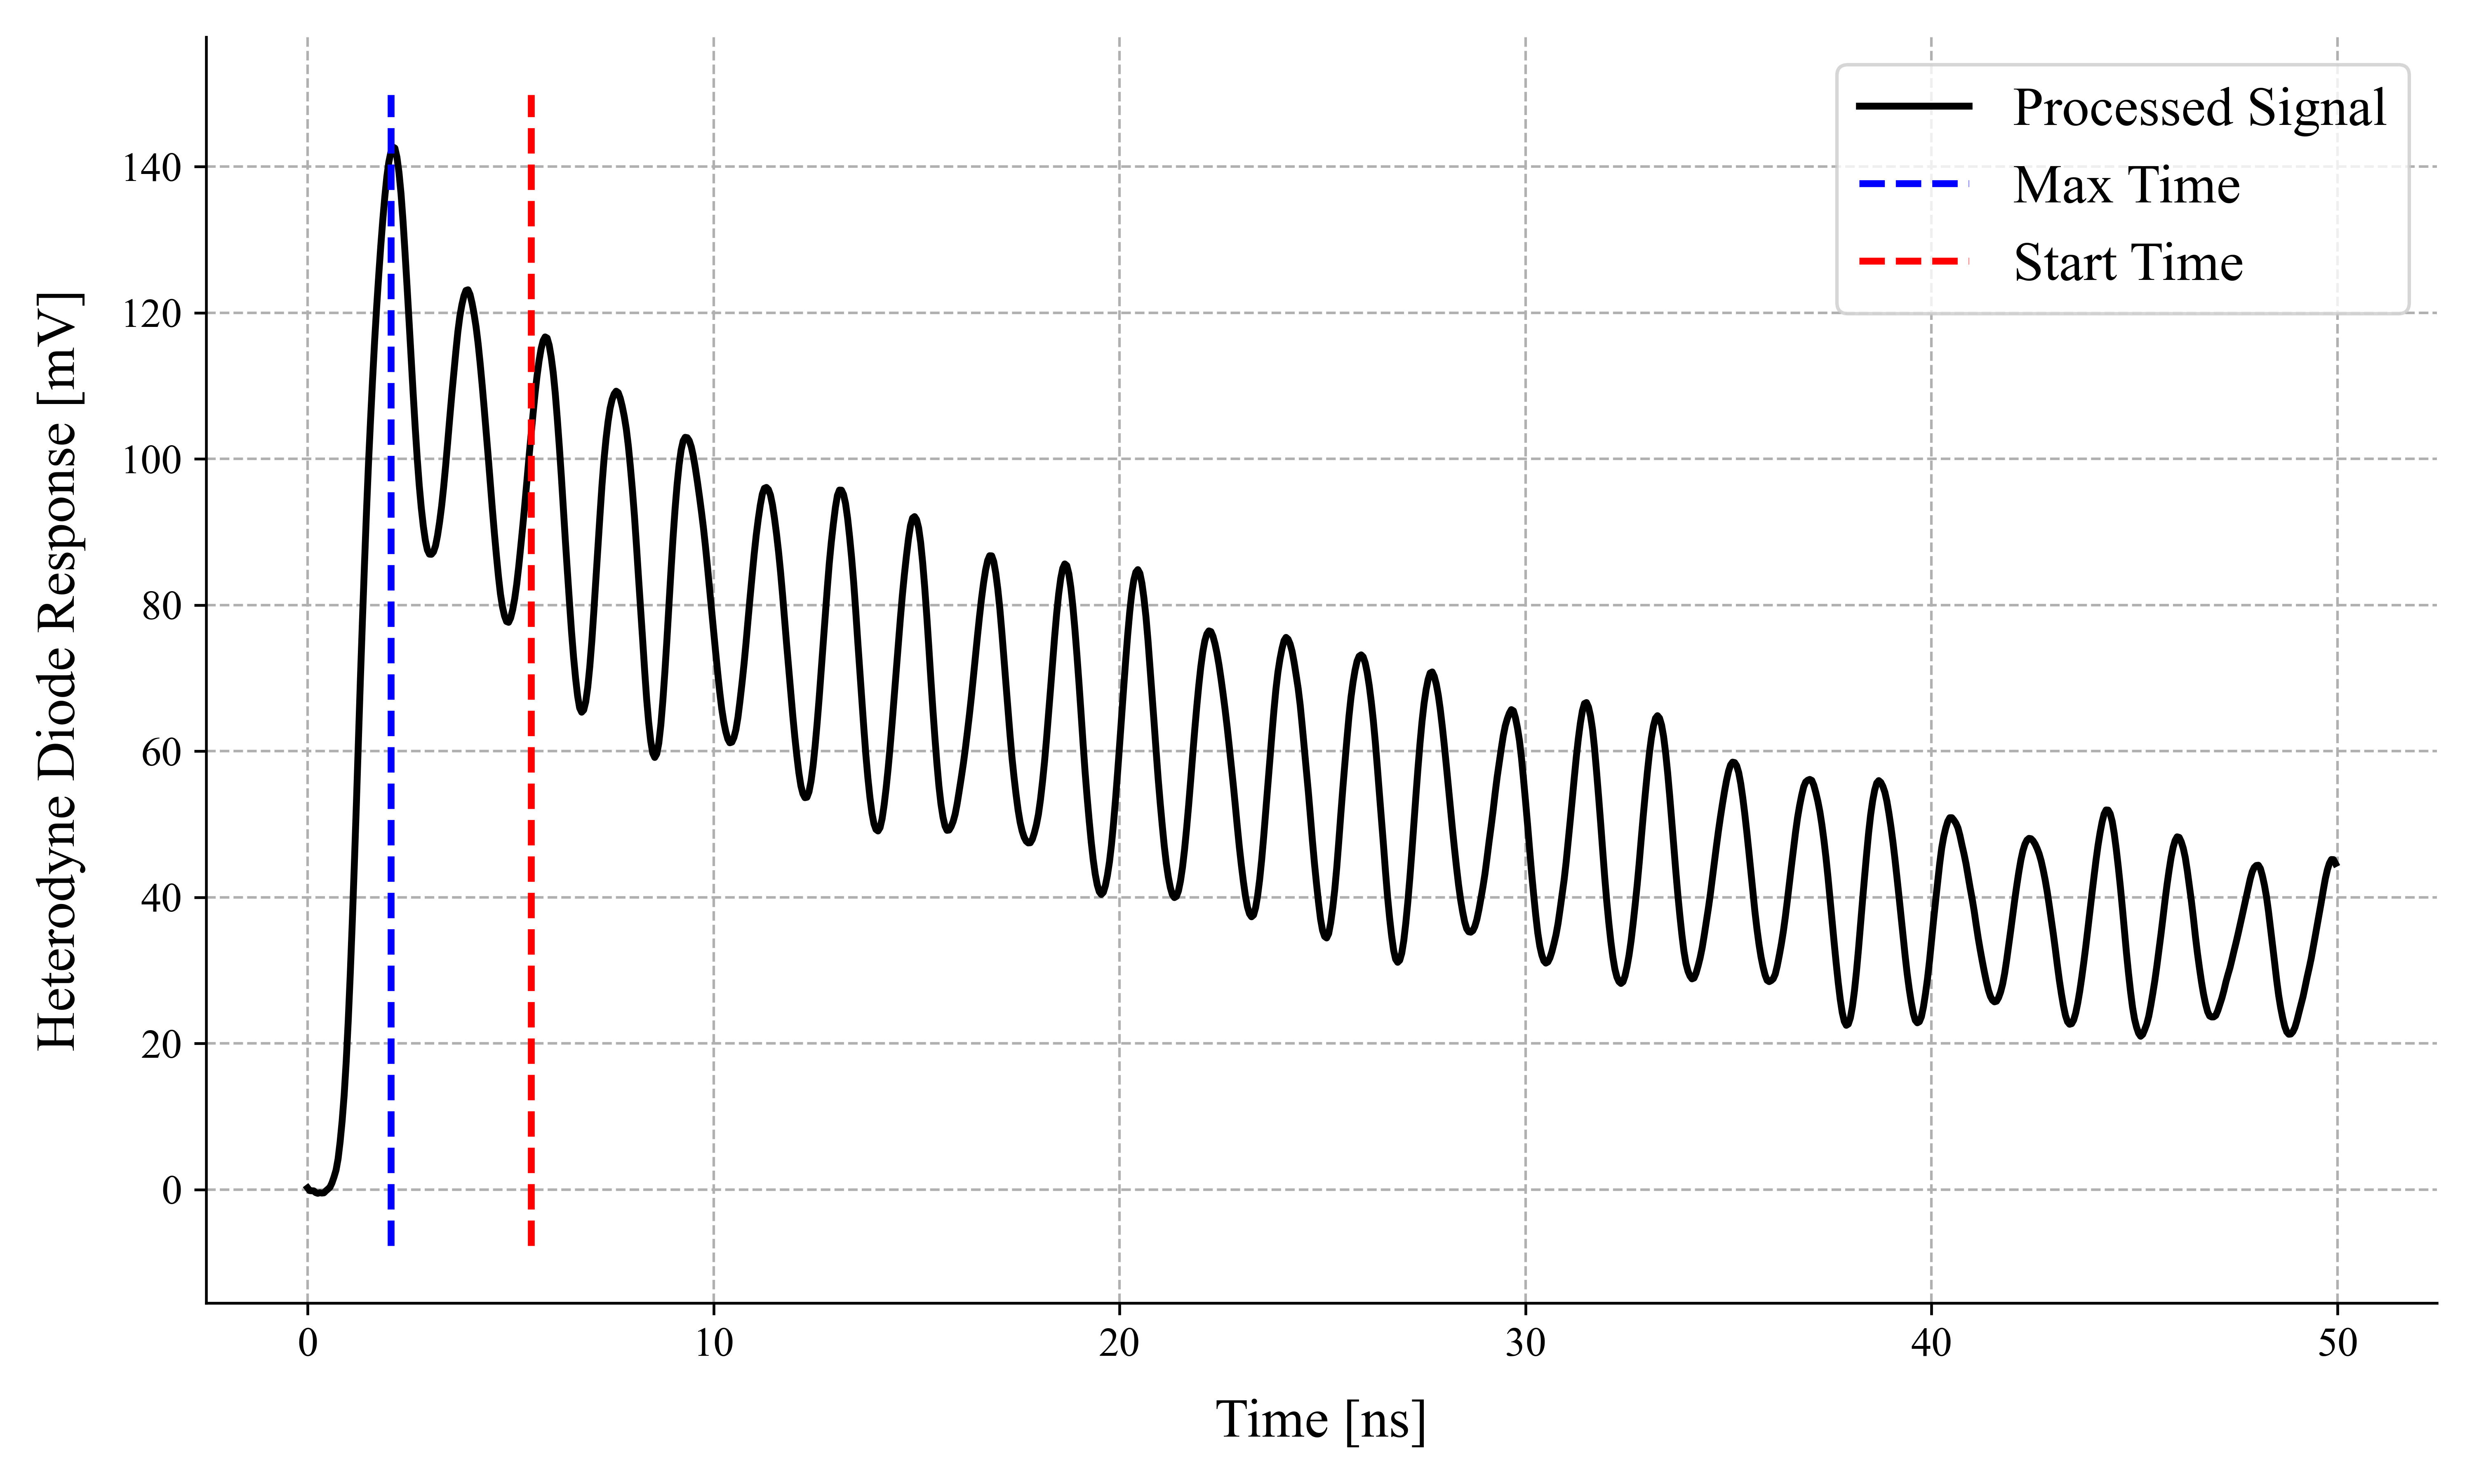 Heterodyne Diode Response [mV]
140
120
100
80
60
40
20
0
Processed Signal
Max Time
Start Time
0 10 20 30 40 50
Time [ns]